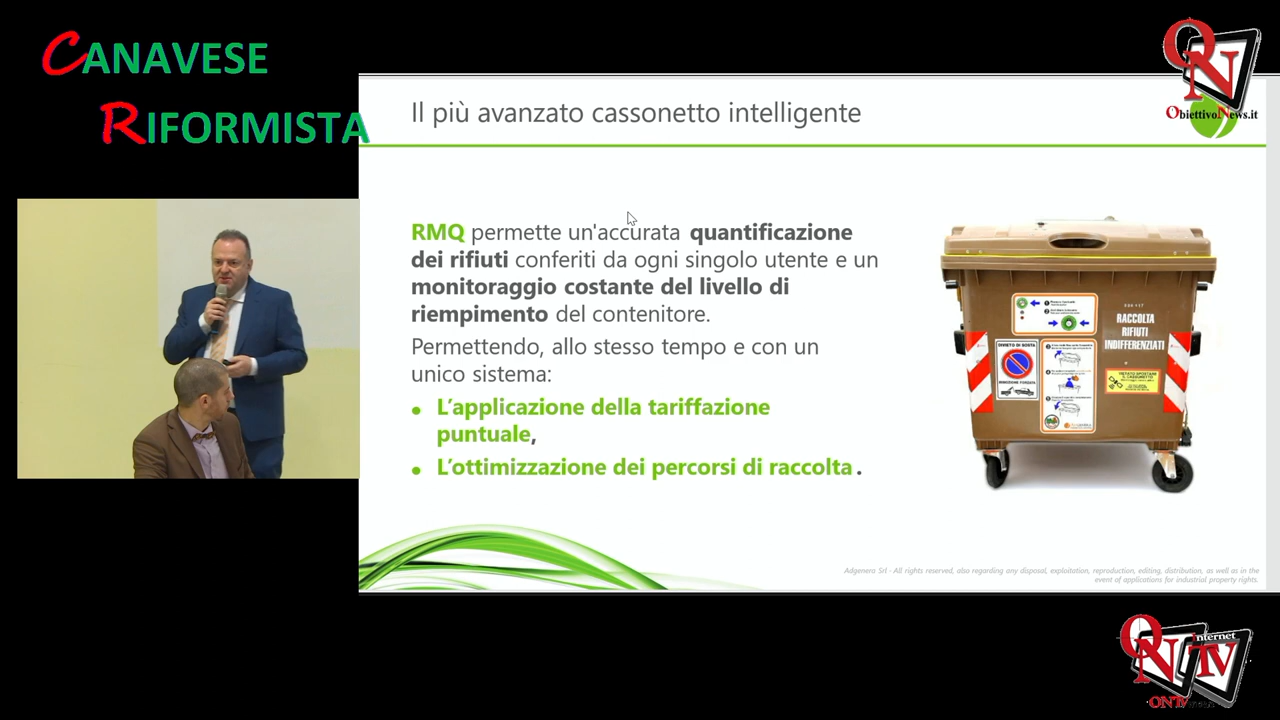 CANAVESE
RIFORMISTA
ON
ObiettivoNews.it
Il più avanzato cassonetto intelligente
RMQ permette un'accurata quantificazione
dei rifiuti conferiti da ogni singolo utente e un
monitoraggio costante del livello di
riempimento del contenitore.
Permettendo, allo stesso tempo e con un
unico sistema:
• L'applicazione della tariffazione
puntuale,
• L'ottimizzazione dei percorsi di raccolta .
RACCOLTA
RIFIUTI
INDIFFERENZIATI
DIVIETO DI SOSTA
RIMOZIONE FORZATA
Adgenera Srl - All rights reserved, also regarding any disposal, exploitation, reproduction, editing, distribution, as well as in the
event of applications for industrial property rights.
internet
ON TV